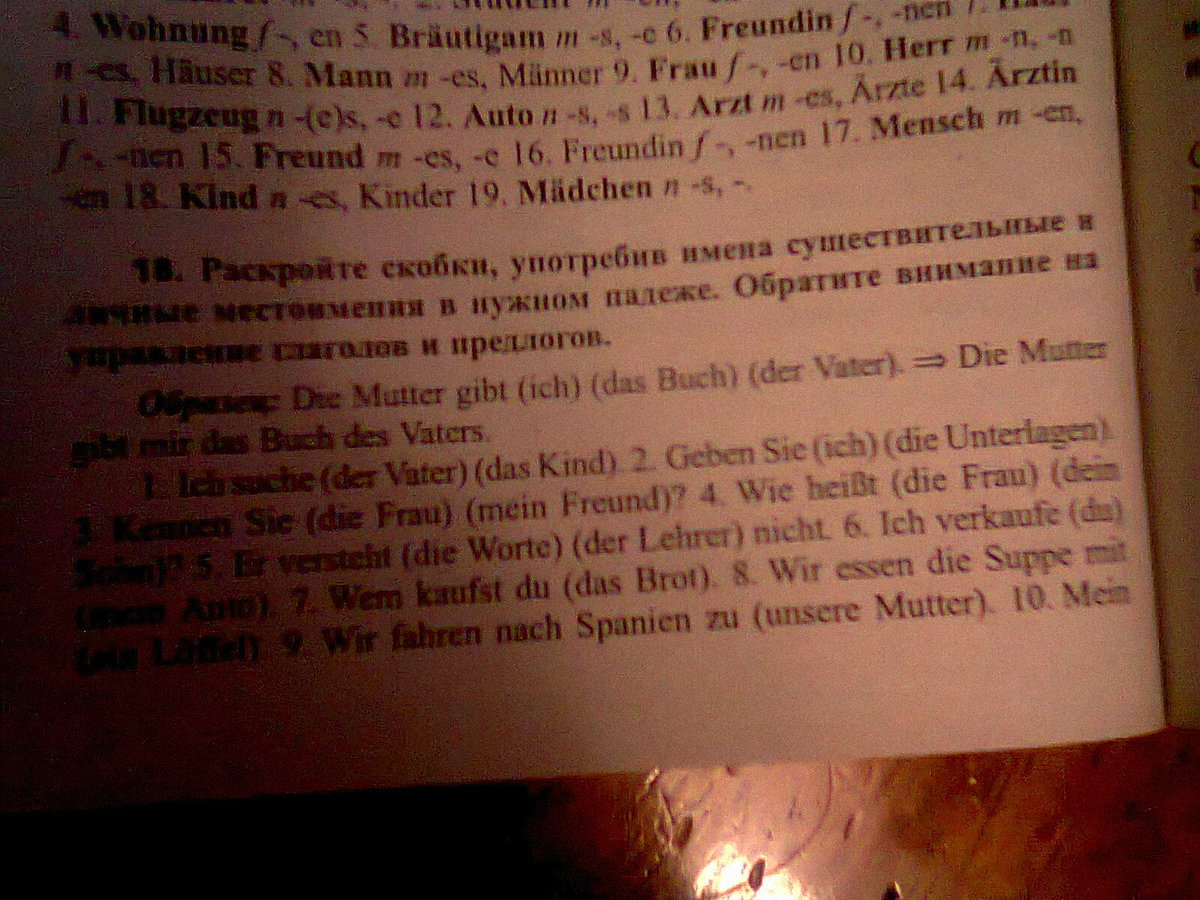 m -s, -. 2. Student m -en,
4. Wohnung f -, en 5. Bräutigam m -s, -e 6. Freundin f -, -nen 7. Haus
n -es, Häuser 8. Mann m -es, Männer 9. Frau f -, -en 10. Herr m -n, -n
11. Flugzeug n -(e)s, -e 12. Auto n -s, -s 13. Arzt m -es, Ärzte 14. Ärztin
f -, -nen 15. Freund m -es, -e 16. Freundin f -, -nen 17. Mensch m -en,
-en 18. Kind n -es, Kinder 19. Mädchen n -s, -.
18. Раскройте скобки, употребив имена существительные и
личные местоимения в нужном падеже. Обратите внимание на
управление глаголов и предлогов.
Образец: Die Mutter gibt (ich) (das Buch) (der Vater). ⇒ Die Mutter
gibt mir das Buch des Vaters.
1. Ich suche (der Vater) (das Kind). 2. Geben Sie (ich) (die Unterlagen).
3. Kennen Sie (die Frau) (mein Freund)? 4. Wie heißt (die Frau) (dein
Sohn)? 5. Er versteht (die Worte) (der Lehrer) nicht. 6. Ich verkaufe (du)
(mein Auto). 7. Wem kaufst du (das Brot). 8. Wir essen die Suppe mit
(ein Löffel). 9. Wir fahren nach Spanien zu (unsere Mutter). 10. Mein